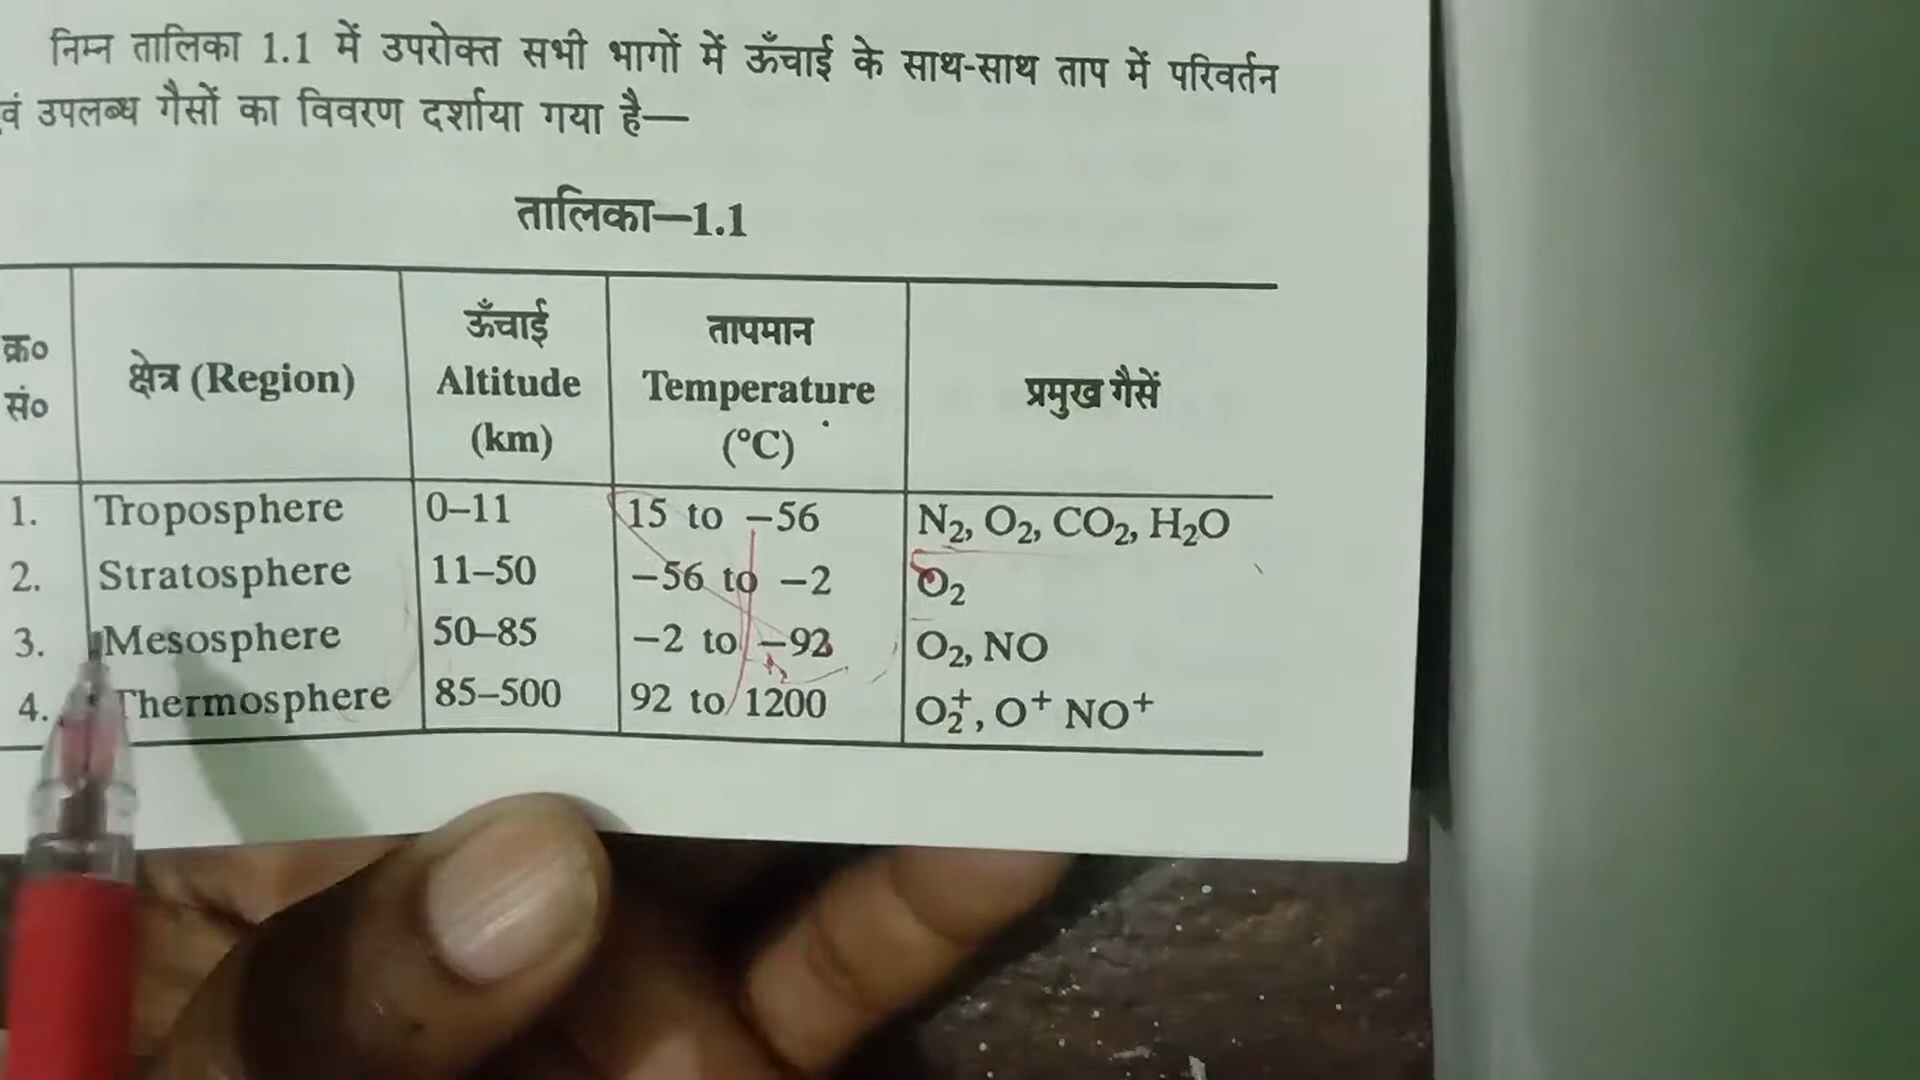 निम्न तालिका 1.1 में उपरोक्त सभी भागों में ऊँचाई के साथ-साथ ताप में परिवर्तन
एवं उपलब्ध गैसों का विवरण दर्शाया गया है—
तालिका—1.1
क्र० सं० क्षेत्र (Region) ऊँचाई Altitude (km) तापमान Temperature (°C) प्रमुख गैसें
1. Troposphere 0–11 15 to –56 N₂, O₂, CO₂, H₂O
2. Stratosphere 11–50 –56 to –2 O₂
3. Mesosphere 50–85 –2 to –92 O₂, NO
4. Thermosphere 85–500 92 to 1200 O₂⁺, O⁺ NO⁺